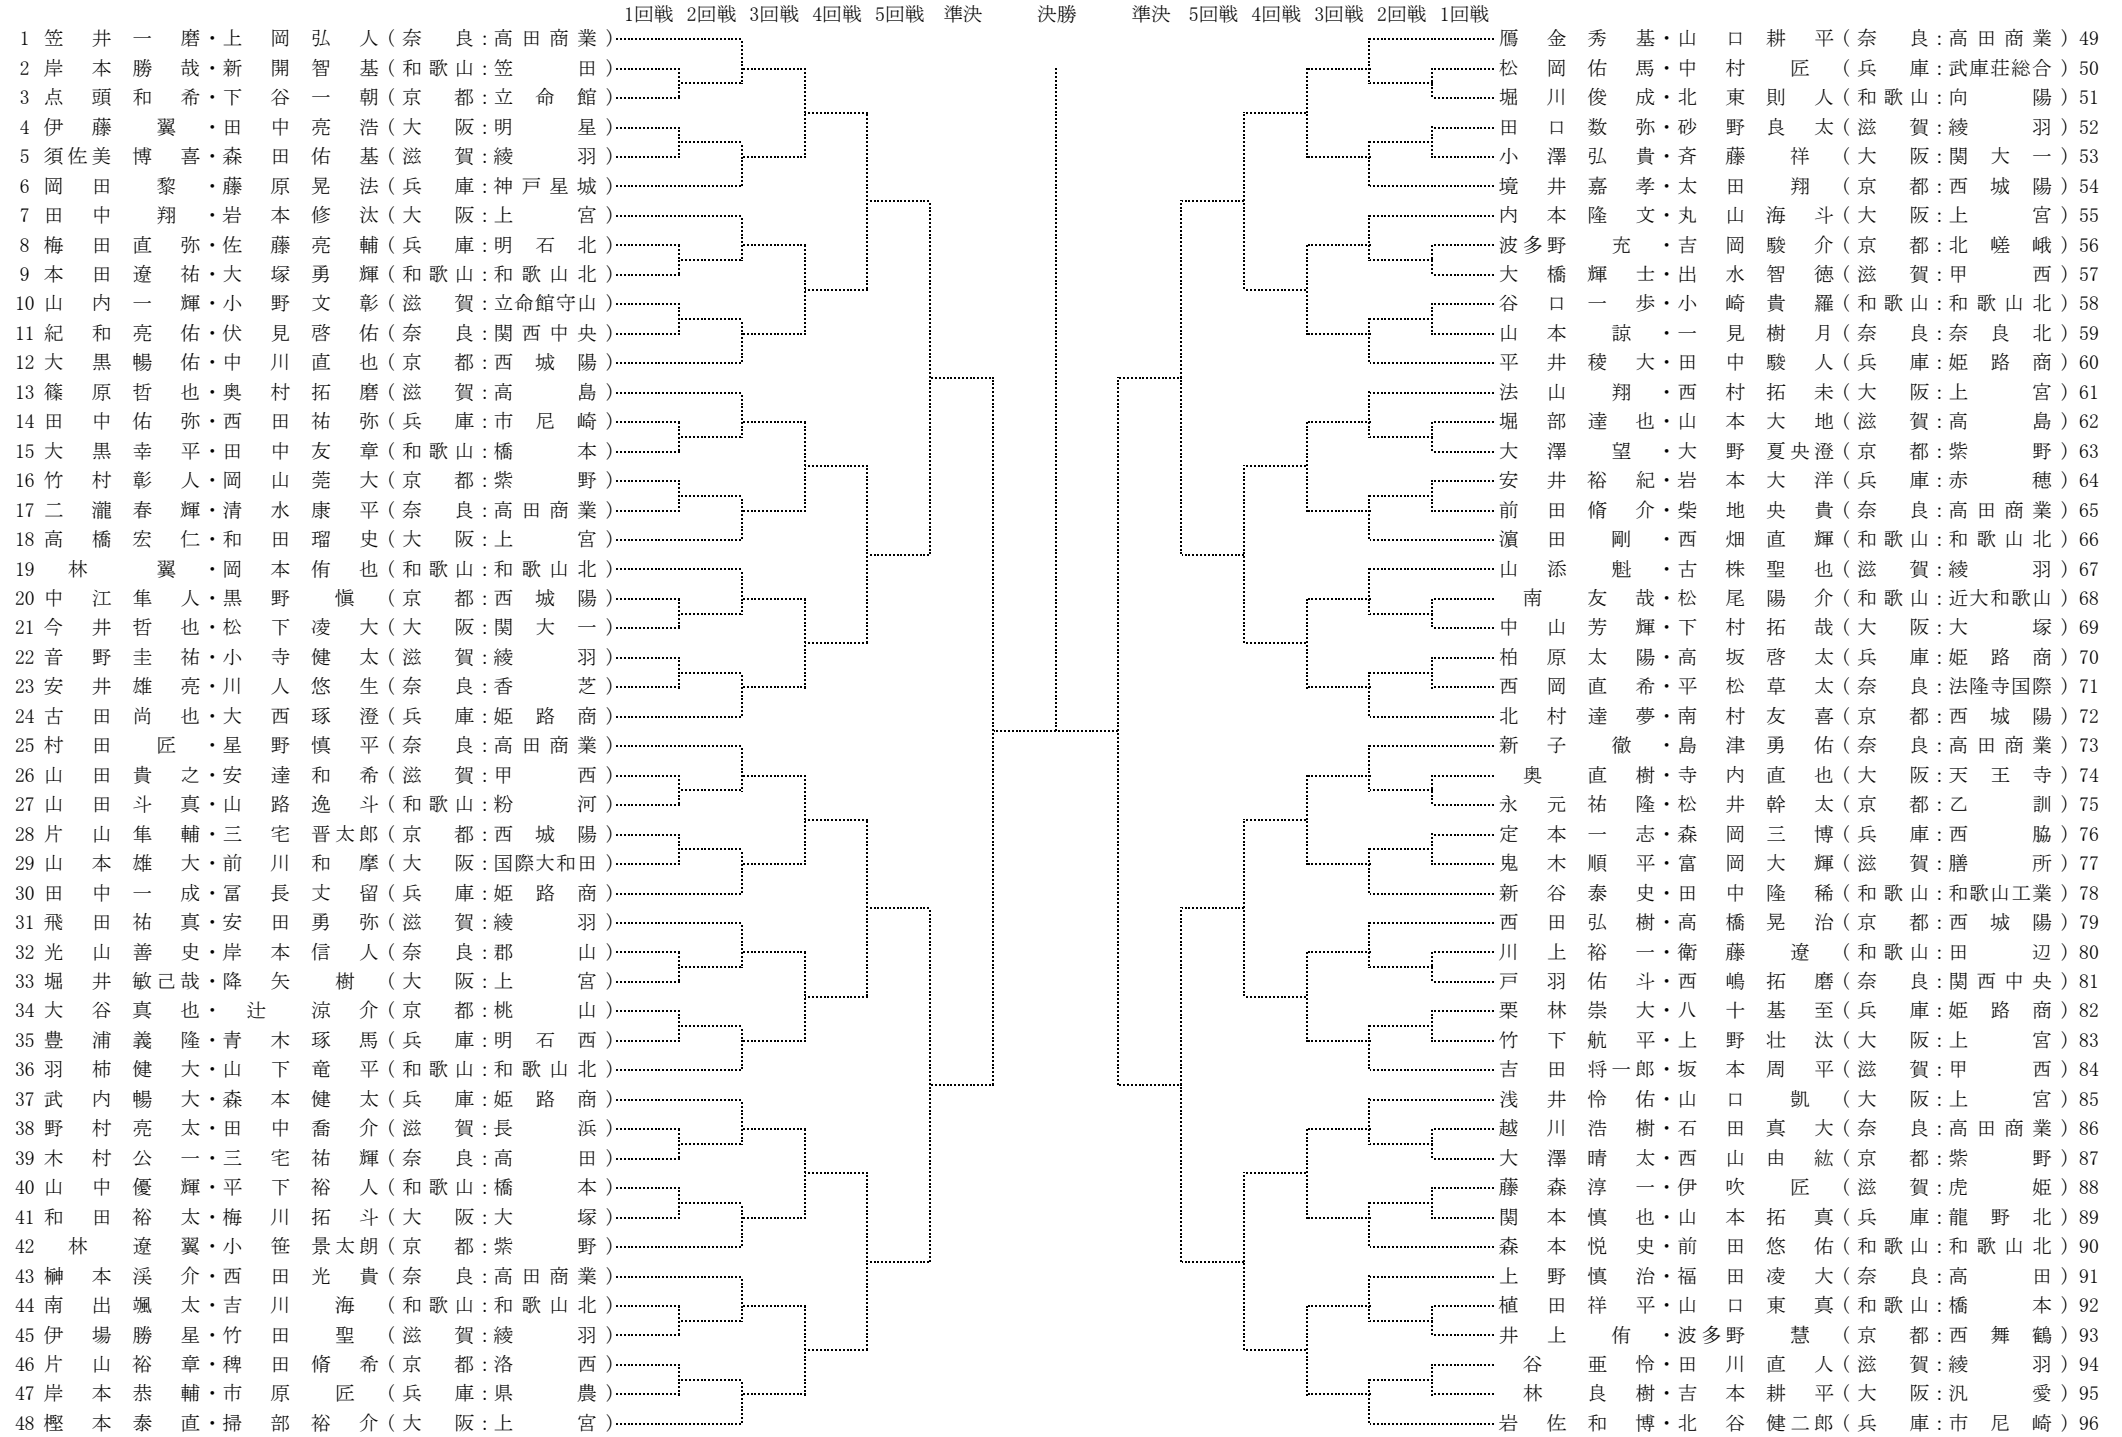 1回戦 2回戦 3回戦 4回戦 5回戦 準決 決勝 準決 5回戦 4回戦 3回戦 2回戦 1回戦
1 笠井一磨・上岡弘人(奈良:高田商業)
2 岸本勝哉・新開智基(和歌山:笠田)
3 点頭和希・下谷一朝(京都:立命館)
4 伊藤翼・田中亮浩(大阪:明星)
5 須佐美博喜・森田佑基(滋賀:綾羽)
6 岡田黎・藤原晃法(兵庫:神戸星城)
7 田中翔・岩本修汰(大阪:上宮)
8 梅田直弥・佐藤亮輔(兵庫:明石北)
9 本田遼祐・大塚勇輝(和歌山:和歌山北)
10 山内一輝・小野文彰(滋賀:立命館守山)
11 紀和亮佑・伏見啓佑(奈良:関西中央)
12 大黒暢佑・中川直也(京都:西城陽)
13 篠原哲也・奥村拓磨(滋賀:高島)
14 田中佑弥・西田祐弥(兵庫:市尼崎)
15 大黒幸平・田中友章(和歌山:橋本)
16 竹村彰人・岡山莞大(京都:紫野)
17 二瀧春輝・清水康平(奈良:高田商業)
18 高橋宏仁・和田瑠史(大阪:上宮)
19 林翼・岡本侑也(和歌山:和歌山北)
20 中江隼人・黒野愼(京都:西城陽)
21 今井哲也・松下凌大(大阪:関大一)
22 音野圭祐・小寺健太(滋賀:綾羽)
23 安井雄亮・川人悠生(奈良:香芝)
24 古田尚也・大西琢澄(兵庫:姫路商)
25 村田匠・星野慎平(奈良:高田商業)
26 山田貴之・安達和希(滋賀:甲西)
27 山田斗真・山路逸斗(和歌山:粉河)
28 片山隼輔・三宅晋太郎(京都:西城陽)
29 山本雄大・前川和摩(大阪:国際大和田)
30 田中一成・冨長丈留(兵庫:姫路商)
31 飛田祐真・安田勇弥(滋賀:綾羽)
32 光山善史・岸本信人(奈良:郡山)
33 堀井敏己哉・降矢樹(大阪:上宮)
34 大谷真也・辻涼介(京都:桃山)
35 豊浦義隆・青木琢馬(兵庫:明石西)
36 羽柿健大・山下竜平(和歌山:和歌山北)
37 武内暢大・森本健太(兵庫:姫路商)
38 野村亮太・田中喬介(滋賀:長浜)
39 木村公一・三宅祐輝(奈良:高田)
40 山中優輝・平下裕人(和歌山:橋本)
41 和田裕太・梅川拓斗(大阪:大塚)
42 林遼翼・小笹景太朗(京都:紫野)
43 榊本渓介・西田光貴(奈良:高田商業)
44 南出颯太・吉川海(和歌山:和歌山北)
45 伊場勝星・竹田聖(滋賀:綾羽)
46 片山裕章・稗田脩希(京都:洛西)
47 岸本恭輔・市原匠(兵庫:県農)
48 樫本泰直・掃部裕介(大阪:上宮)
鴈金秀基・山口耕平(奈良:高田商業)49
松岡佑馬・中村匠(兵庫:武庫荘総合)50
堀川俊成・北東則人(和歌山:向陽)51
田口数弥・砂野良太(滋賀:綾羽)52
小澤弘貴・斉藤祥(大阪:関大一)53
境井嘉孝・太田翔(京都:西城陽)54
内本隆文・丸山海斗(大阪:上宮)55
波多野充・吉岡駿介(京都:北嵯峨)56
大橋輝士・出水智徳(滋賀:甲西)57
谷口一歩・小崎貴羅(和歌山:和歌山北)58
山本諒・一見樹月(奈良:奈良北)59
平井稜大・田中駿人(兵庫:姫路商)60
法山翔・西村拓未(大阪:上宮)61
堀部達也・山本大地(滋賀:高島)62
大澤望・大野夏央澄(京都:紫野)63
安井裕紀・岩本大洋(兵庫:赤穂)64
前田脩介・柴地央貴(奈良:高田商業)65
濵田剛・西畑直輝(和歌山:和歌山北)66
山添魁・古株聖也(滋賀:綾羽)67
南友哉・松尾陽介(和歌山:近大和歌山)68
中山芳輝・下村拓哉(大阪:大塚)69
柏原太陽・高坂啓太(兵庫:姫路商)70
西岡直希・平松草太(奈良:法隆寺国際)71
北村達夢・南村友喜(京都:西城陽)72
新子徹・島津勇佑(奈良:高田商業)73
奥直樹・寺内直也(大阪:天王寺)74
永元祐隆・松井幹太(京都:乙訓)75
定本一志・森岡三博(兵庫:西脇)76
鬼木順平・富岡大輝(滋賀:膳所)77
新谷泰史・田中隆稀(和歌山:和歌山工業)78
西田弘樹・高橋晃治(京都:西城陽)79
川上裕一・衛藤遼(和歌山:田辺)80
戸羽佑斗・西嶋拓磨(奈良:関西中央)81
栗林崇大・八十基至(兵庫:姫路商)82
竹下航平・上野壮汰(大阪:上宮)83
吉田将一郎・坂本周平(滋賀:甲西)84
浅井怜佑・山口凱(大阪:上宮)85
越川浩樹・石田真大(奈良:高田商業)86
大澤晴太・西山由紘(京都:紫野)87
藤森淳一・伊吹匠(滋賀:虎姫)88
関本慎也・山本拓真(兵庫:龍野北)89
森本悦史・前田悠佑(和歌山:和歌山北)90
上野慎治・福田凌大(奈良:高田)91
植田祥平・山口東真(和歌山:橋本)92
井上侑・波多野慧(京都:西舞鶴)93
谷亜怜・田川直人(滋賀:綾羽)94
林良樹・吉本耕平(大阪:汎愛)95
岩佐和博・北谷健二郎(兵庫:市尼崎)96